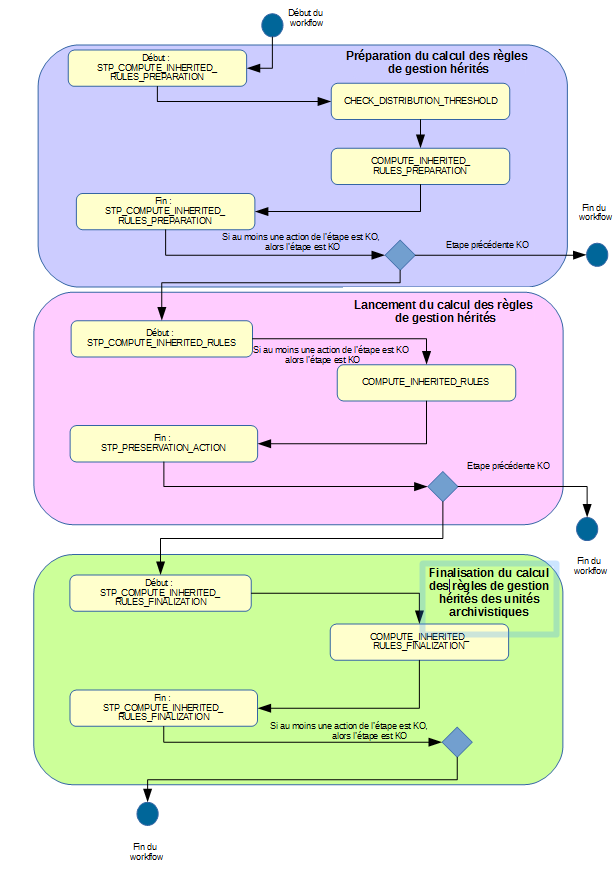 Début du
workflow
Préparation du calcul des règles
de gestion hérités
Début :
STP_COMPUTE_INHERITED_
RULES_PREPARATION
CHECK_DISTRIBUTION_THRESHOLD
COMPUTE_INHERITED_
RULES_PREPARATION
Fin :
STP_COMPUTE_INHERITED_
RULES_PREPARATION
Fin du
workflow
Si au moins une action de l'étape est KO,
alors l'étape est KO
Etape précédente KO
Lancement du calcul des règles
de gestion hérités
Début :
STP_COMPUTE_INHERITED_RULES
Si au moins une action de l'étape est KO
alors l'étape est KO
COMPUTE_INHERITED_RULES
Fin :
STP_PRESERVATION_ACTION
Etape précédente KO
Fin du
workflow
Finalisation du calcul
des règles de gestion
hérités des unités
archivistiques
Début :
STP_COMPUTE_INHERITED_
RULES_FINALIZATION
COMPUTE_INHERITED_
RULES_FINALIZATION
Fin :
STP_COMPUTE_INHERITED_
RULES_FINALIZATION
Si au moins une action de l'étape est KO,
alors l'étape est KO
Fin du
workflow